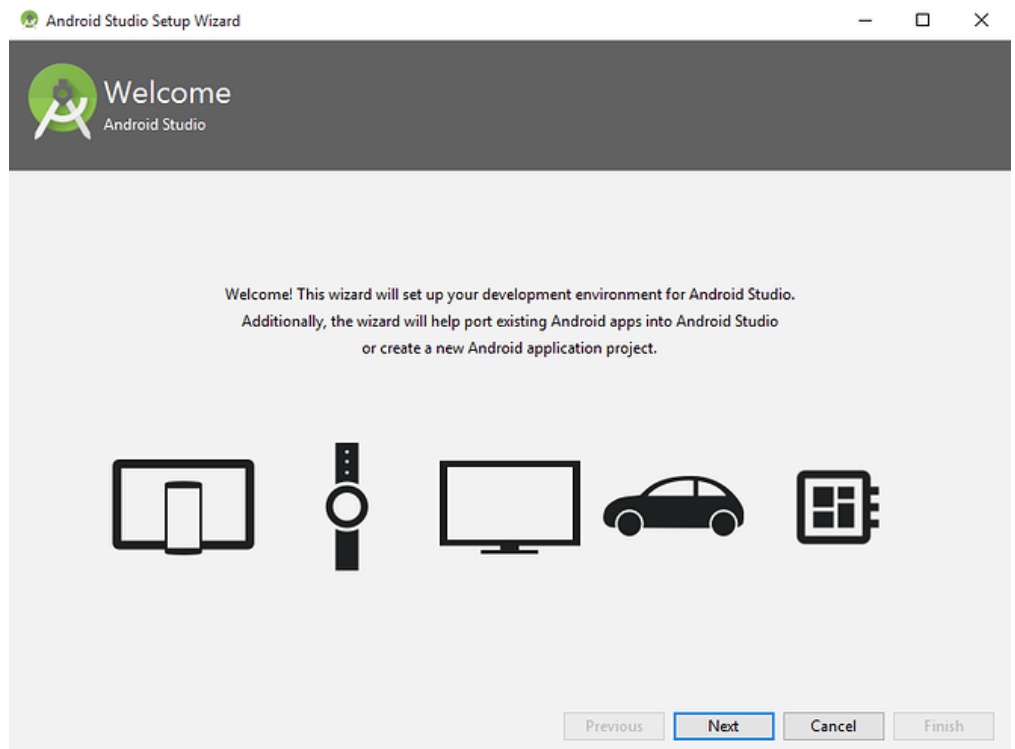 Android Studio Setup Wizard
Welcome
Android Studio
Welcome! This wizard will set up your development environment for Android Studio.
Additionally, the wizard will help port existing Android apps into Android Studio
or create a new Android application project.
Previous Next Cancel Finish